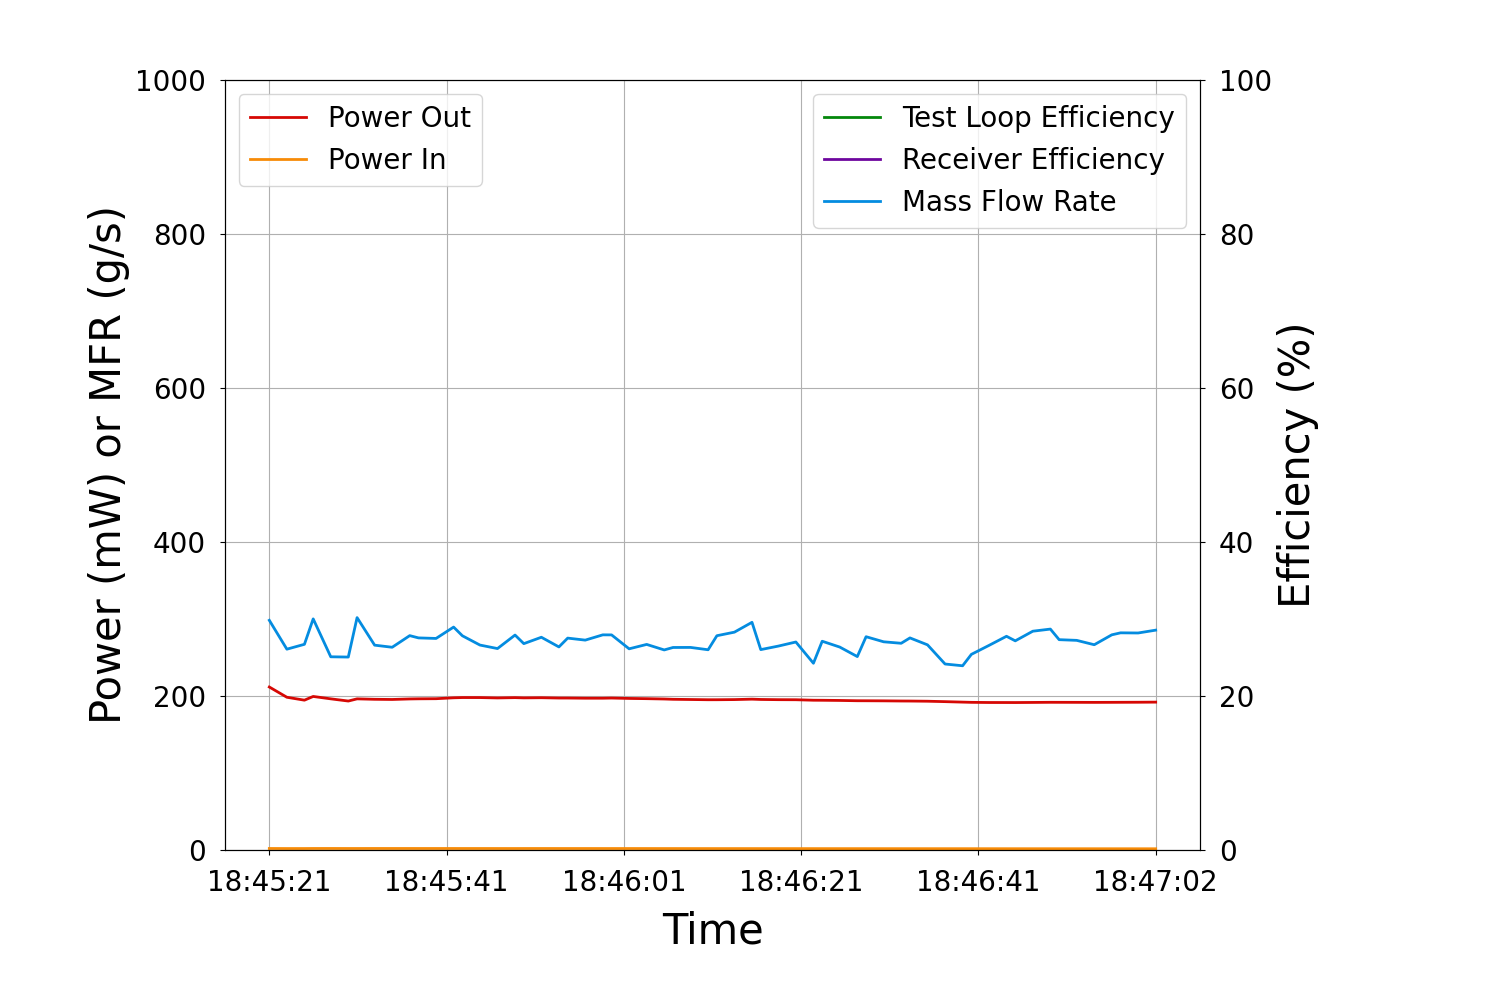 Power (mW) or MFR (g/s)
1000
800
600
400
200
0
Power Out
Power In
Test Loop Efficiency
Receiver Efficiency
Mass Flow Rate
100
80
60
40
20
0
Efficiency (%)
18:45:21 18:45:41 18:46:01 18:46:21 18:46:41 18:47:02
Time